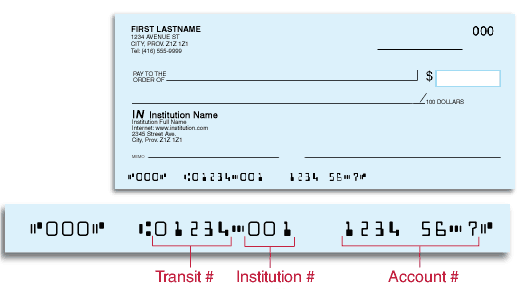 FIRST LASTNAME
1234 AVENUE ST
CITY, PROV. Z1Z 1Z1
Tel: (416) 555-9999
000
PAY TO THE
ORDER OF
$
100 DOLLARS
IN Institution Name
Institution Full Name
Internet: www.institution.com
2345 Street Ave.
City, Prov. Z1Z 1Z1
MEMO
⑈000⑈ ⑆01234⑉001 1234 56⑉7⑈
⑈000⑈ ⑆01234⑉001 1234 56⑉7⑈
Transit # Institution # Account #